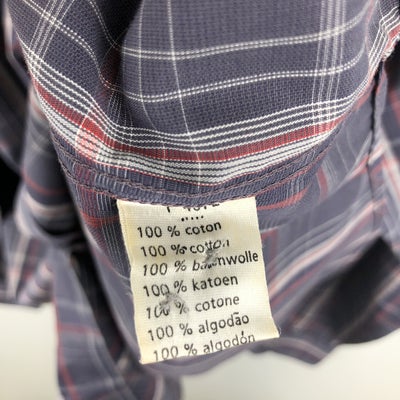 100 % coton
100 % cotton
100 % baumwolle
100 % katoen
100 % cotone
100 % algodão
100 % algodón